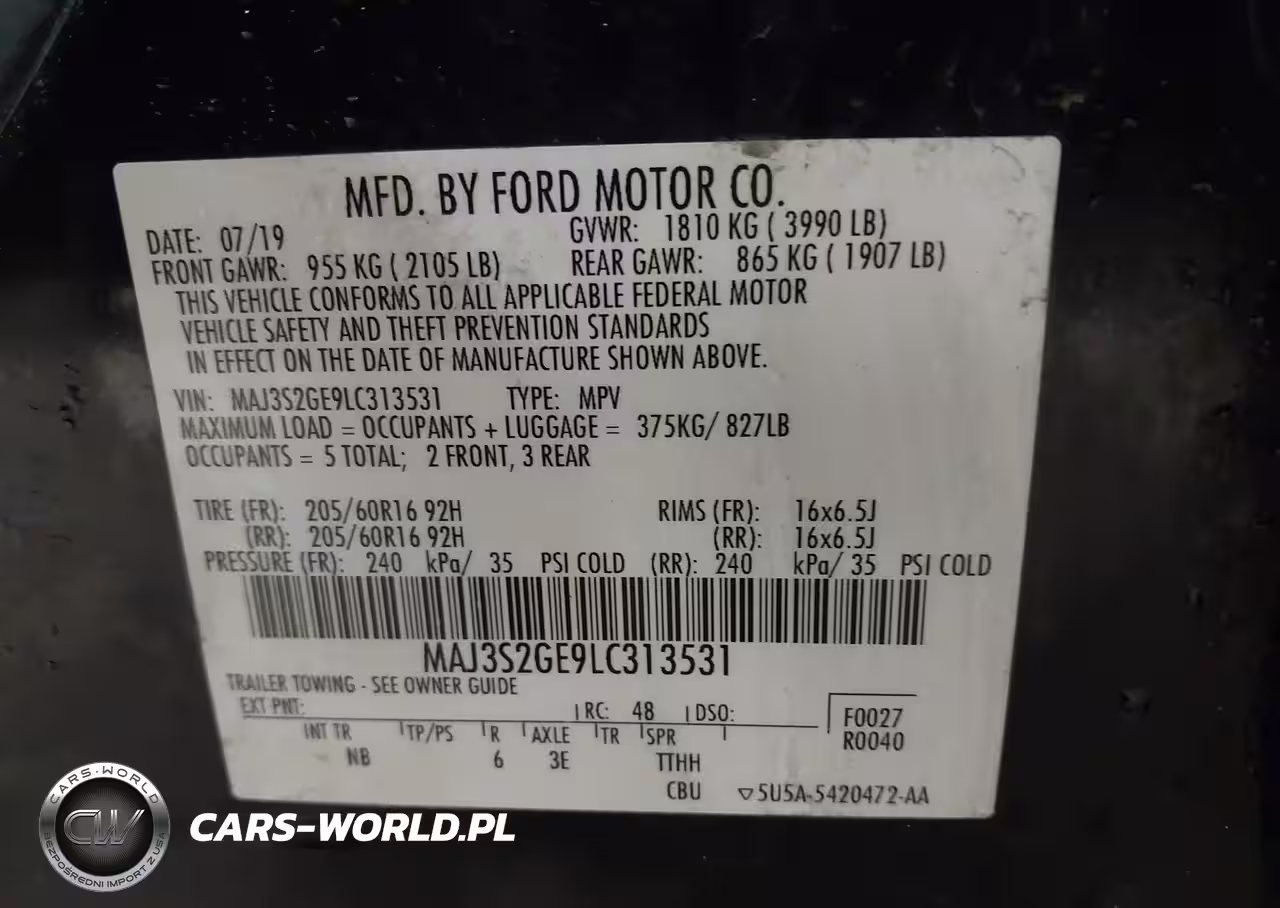 MFD. BY FORD MOTOR CO.
DATE: 07/19 GVWR: 1810 KG ( 3990 LB)
FRONT GAWR: 955 KG ( 2105 LB) REAR GAWR: 865 KG ( 1907 LB)
THIS VEHICLE CONFORMS TO ALL APPLICABLE FEDERAL MOTOR
VEHICLE SAFETY AND THEFT PREVENTION STANDARDS
IN EFFECT ON THE DATE OF MANUFACTURE SHOWN ABOVE.
VIN: MAJ3S2GE9LC313531 TYPE: MPV
MAXIMUM LOAD = OCCUPANTS + LUGGAGE = 375KG/ 827LB
OCCUPANTS = 5 TOTAL; 2 FRONT, 3 REAR
TIRE (FR): 205/60R16 92H RIMS (FR): 16x6.5J
(RR): 205/60R16 92H (RR): 16x6.5J
PRESSURE (FR): 240 kPa/ 35 PSI COLD (RR): 240 kPa/ 35 PSI COLD
MAJ3S2GE9LC313531
TRAILER TOWING - SEE OWNER GUIDE
EXT PNT: RC: 48 DSO: F0027
R0040
INT TR TP/PS R AXLE TR SPR
NB 6 3E TTHH
CBU ▽5U5A-5420472-AA
CARS-WORLD
CW
BEZPOŚREDNI IMPORT Z USA
CARS-WORLD.PL